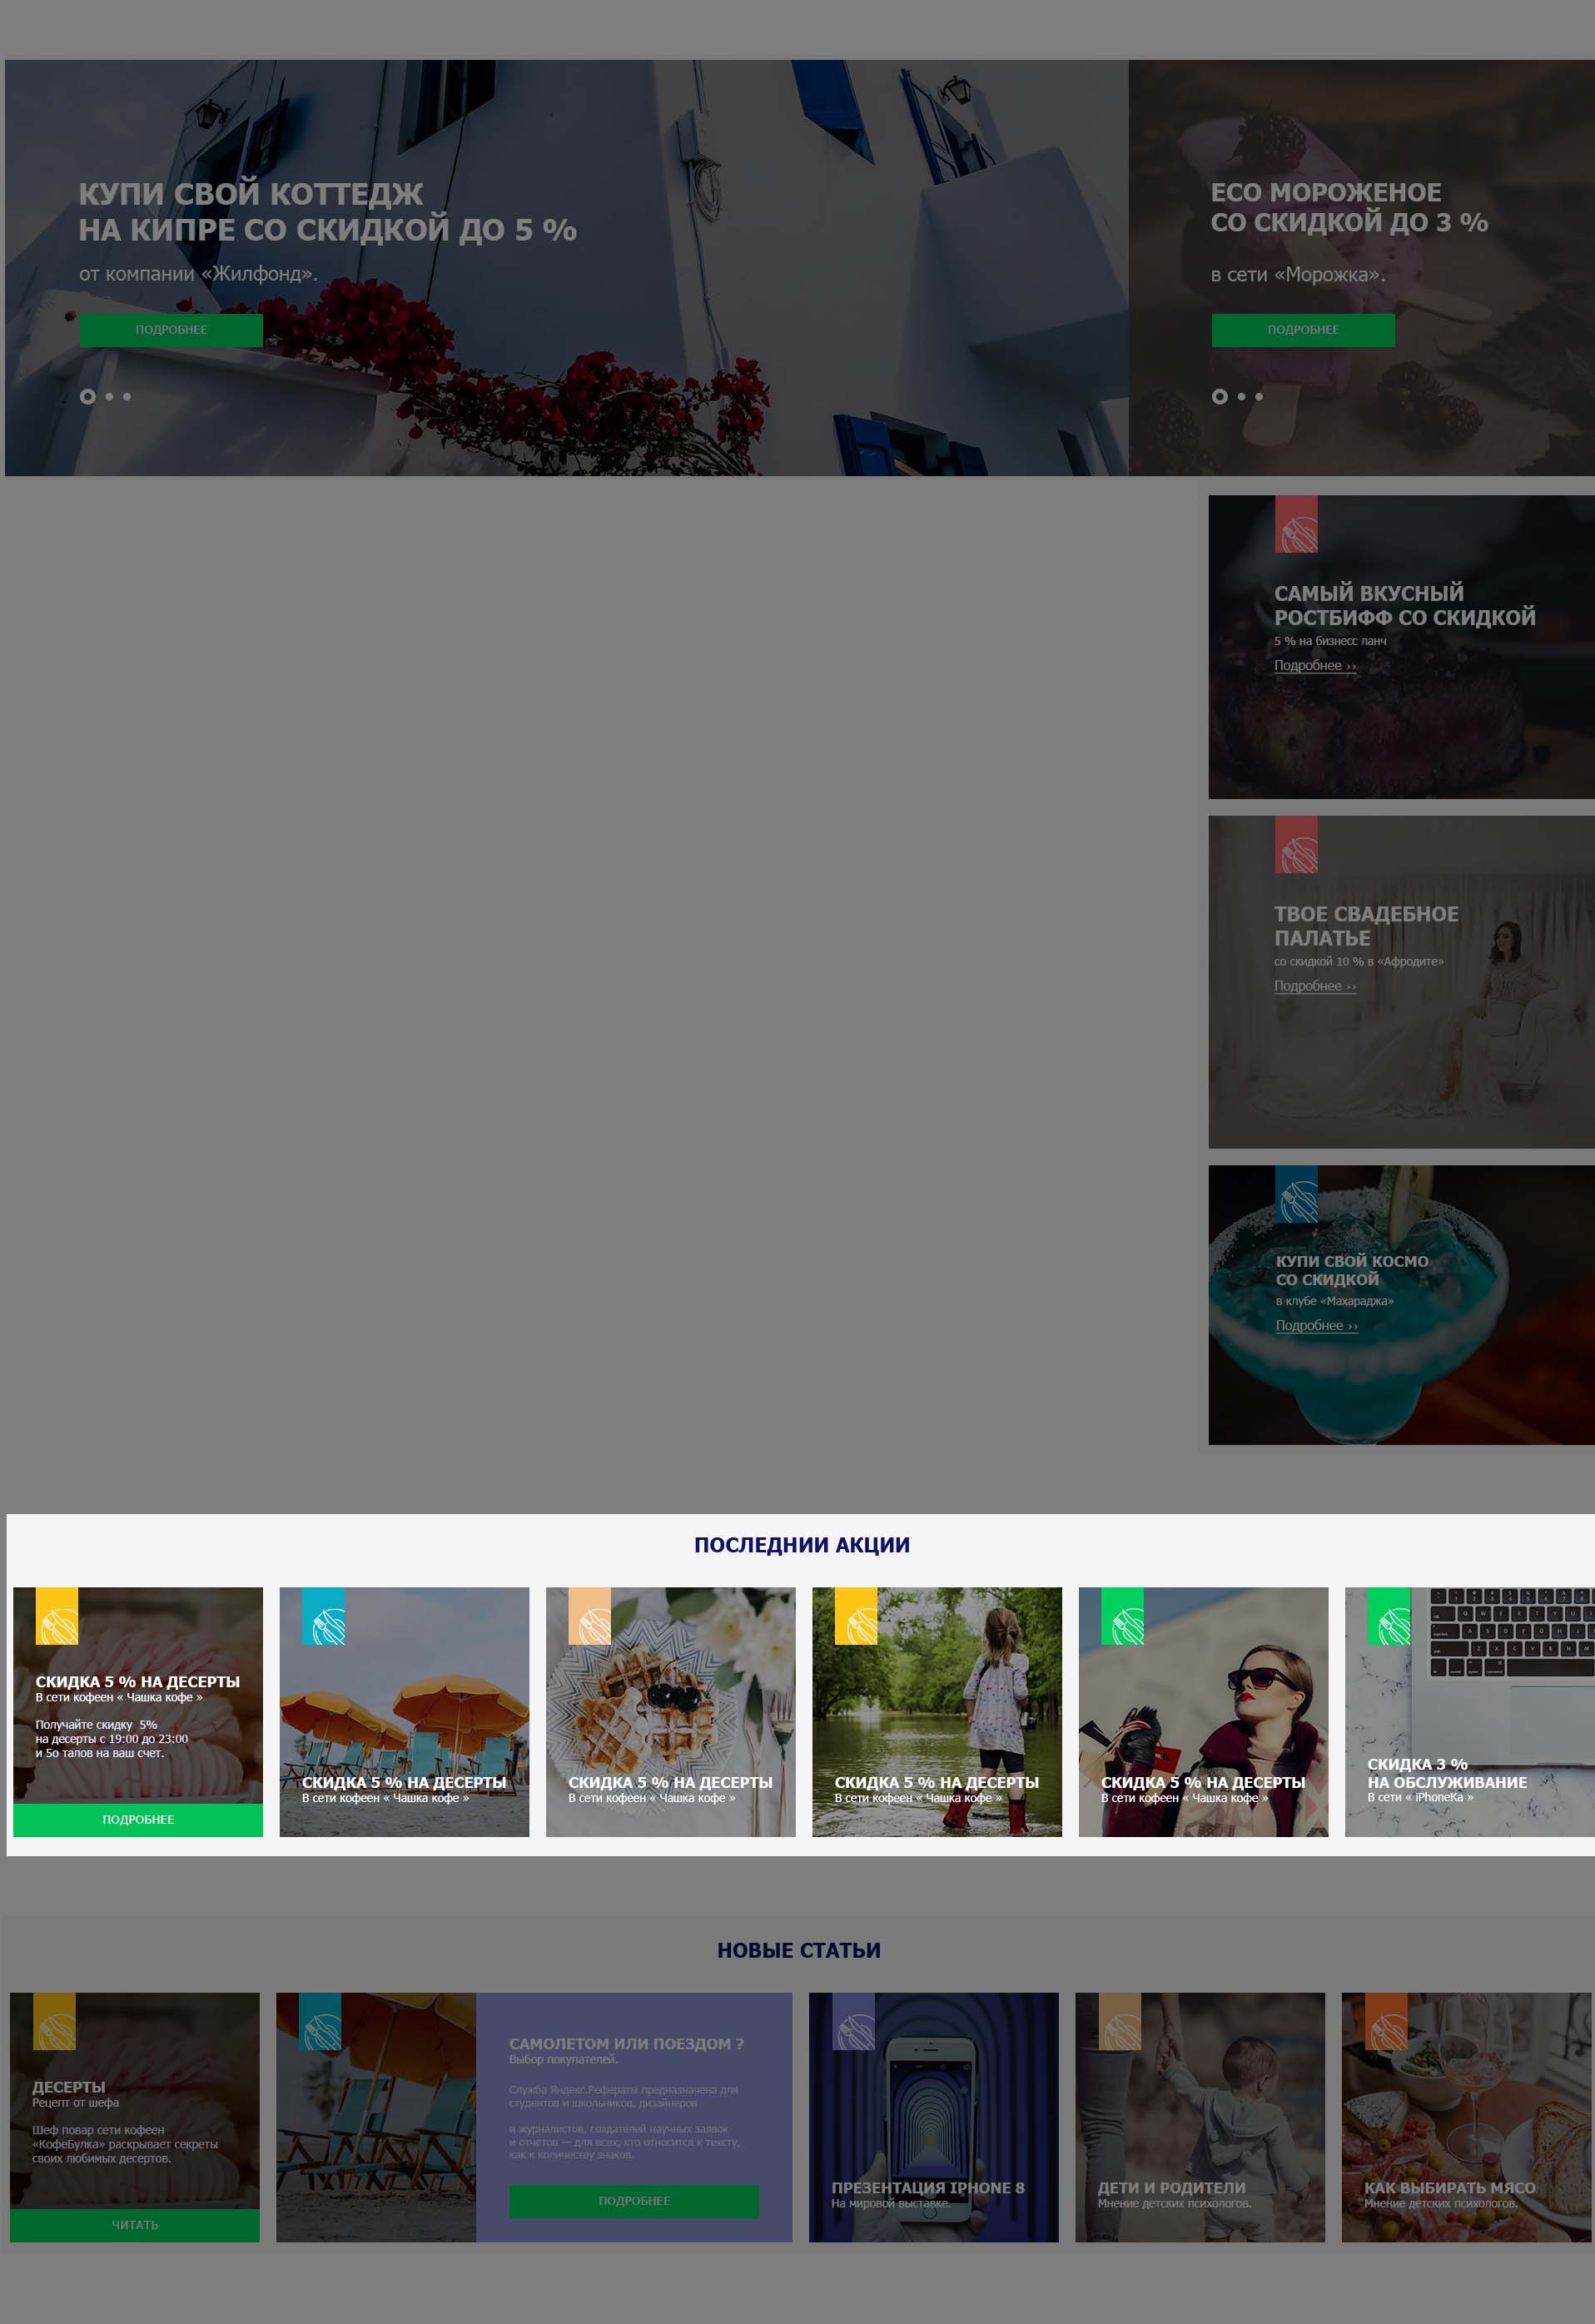 КУПИ СВОЙ КОТТЕДЖ
НА КИПРЕ СО СКИДКОЙ ДО 5 %
от компании «Жилфонд».
ПОДРОБНЕЕ
ECO МОРОЖЕНОЕ
СО СКИДКОЙ ДО 3 %
в сети «Морожка».
ПОДРОБНЕЕ
САМЫЙ ВКУСНЫЙ
РОСТБИФФ СО СКИДКОЙ
5 % на бизнесс ланч
Подробнее ››
ТВОЕ СВАДЕБНОЕ
ПАЛАТЬЕ
со скидкой 10 % в «Афродите»
Подробнее ››
КУПИ СВОЙ КОСМО
СО СКИДКОЙ
в клубе «Махараджа»
Подробнее ››
ПОСЛЕДНИИ АКЦИИ
СКИДКА 5 % НА ДЕСЕРТЫ
В сети кофеен « Чашка кофе »
Получайте скидку 5%
на десерты с 19:00 до 23:00
и 5о талов на ваш счет.
ПОДРОБНЕЕ
СКИДКА 5 % НА ДЕСЕРТЫ
В сети кофеен « Чашка кофе »
СКИДКА 5 % НА ДЕСЕРТЫ
В сети кофеен « Чашка кофе »
СКИДКА 5 % НА ДЕСЕРТЫ
В сети кофеен « Чашка кофе »
СКИДКА 5 % НА ДЕСЕРТЫ
В сети кофеен « Чашка кофе »
СКИДКА 3 %
НА ОБСЛУЖИВАНИЕ
В сети « iPhoneKa »
НОВЫЕ СТАТЬИ
ДЕСЕРТЫ
Рецепт от шефа
Шеф повар сети кофеен
«КофеБулка» раскрывает секреты
своих любимых десертов.
ЧИТАТЬ
САМОЛЕТОМ ИЛИ ПОЕЗДОМ ?
Выбор покупателей.
Служба Яндекс.Рефераты предназначена для
студентов и школьников, дизайнеров
и журналистов, создателей научных заявок
и отчетов — для всех, кто относится к тексту,
как к количеству знаков.
ПОДРОБНЕЕ
ПРЕЗЕНТАЦИЯ IPHONE 8
На мировой выставке.
ДЕТИ И РОДИТЕЛИ
Мнение детских психологов.
КАК ВЫБИРАТЬ МЯСО
Мнение детских психологов.